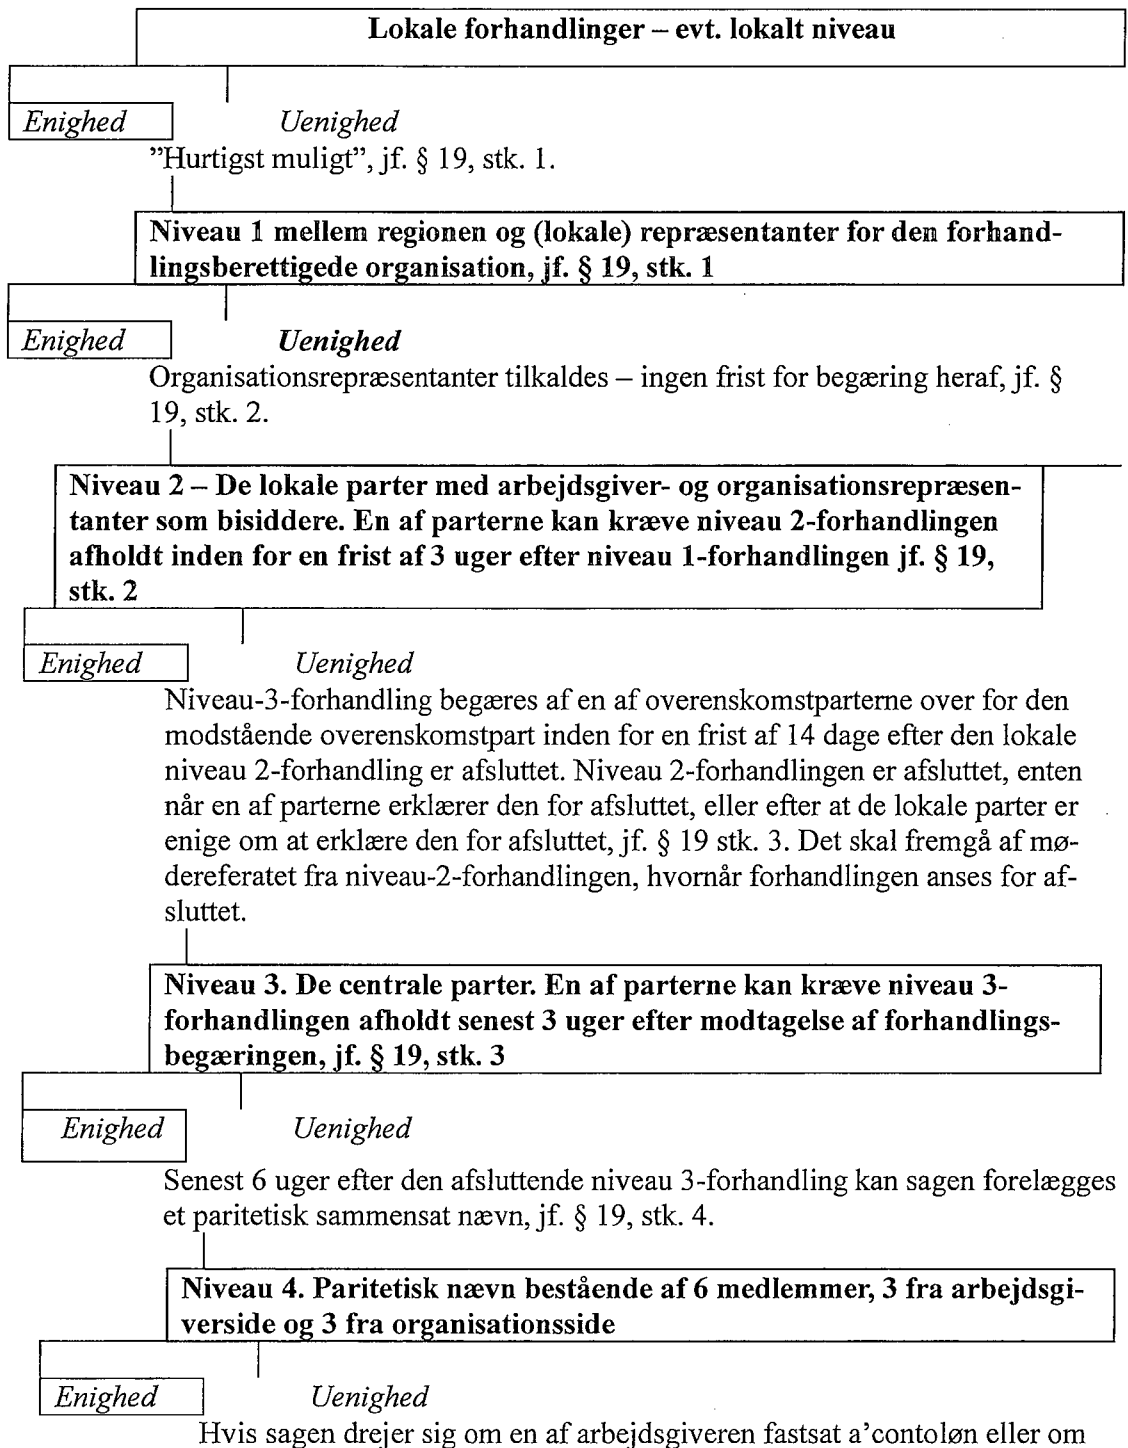 Lokale forhandlinger – evt. lokalt niveau
Enighed Uenighed
”Hurtigst muligt”, jf. § 19, stk. 1.
Niveau 1 mellem regionen og (lokale) repræsentanter for den forhand-
lingsberettigede organisation, jf. § 19, stk. 1
Enighed Uenighed
Organisationsrepræsentanter tilkaldes – ingen frist for begæring heraf, jf. §
19, stk. 2.
Niveau 2 – De lokale parter med arbejdsgiver- og organisationsrepræsen-
tanter som bisiddere. En af parterne kan kræve niveau 2-forhandlingen
afholdt inden for en frist af 3 uger efter niveau 1-forhandlingen jf. § 19,
stk. 2
Enighed Uenighed
Niveau-3-forhandling begæres af en af overenskomstparterne over for den
modstående overenskomstpart inden for en frist af 14 dage efter den lokale
niveau 2-forhandling er afsluttet. Niveau 2-forhandlingen er afsluttet, enten
når en af parterne erklærer den for afsluttet, eller efter at de lokale parter er
enige om at erklære den for afsluttet, jf. § 19 stk. 3. Det skal fremgå af mø-
dereferatet fra niveau-2-forhandlingen, hvornår forhandlingen anses for af-
sluttet.
Niveau 3. De centrale parter. En af parterne kan kræve niveau 3-
forhandlingen afholdt senest 3 uger efter modtagelse af forhandlings-
begæringen, jf. § 19, stk. 3
Enighed Uenighed
Senest 6 uger efter den afsluttende niveau 3-forhandling kan sagen forelægges
et paritetisk sammensat nævn, jf. § 19, stk. 4.
Niveau 4. Paritetisk nævn bestående af 6 medlemmer, 3 fra arbejdsgi-
verside og 3 fra organisationsside
Enighed Uenighed
Hvis sagen drejer sig om en af arbejdsgiveren fastsat a’contoløn eller om